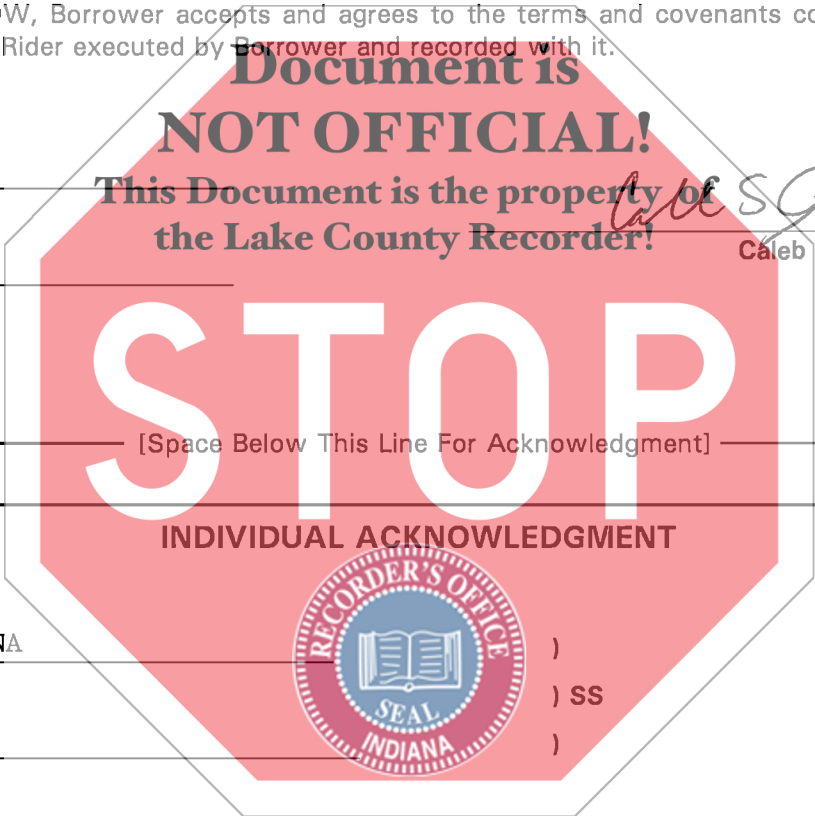 W, Borrower accepts and agrees to the terms and covenants co
Rider executed by Borrower and recorded with it.
Document is
NOT OFFICIAL!
This Document is the property of
the Lake County Recorder!
Caleb
STOP
[Space Below This Line For Acknowledgment]
INDIVIDUAL ACKNOWLEDGMENT
NA
)
) SS
)
RECORDER'S OFFICE
SEAL
INDIANA